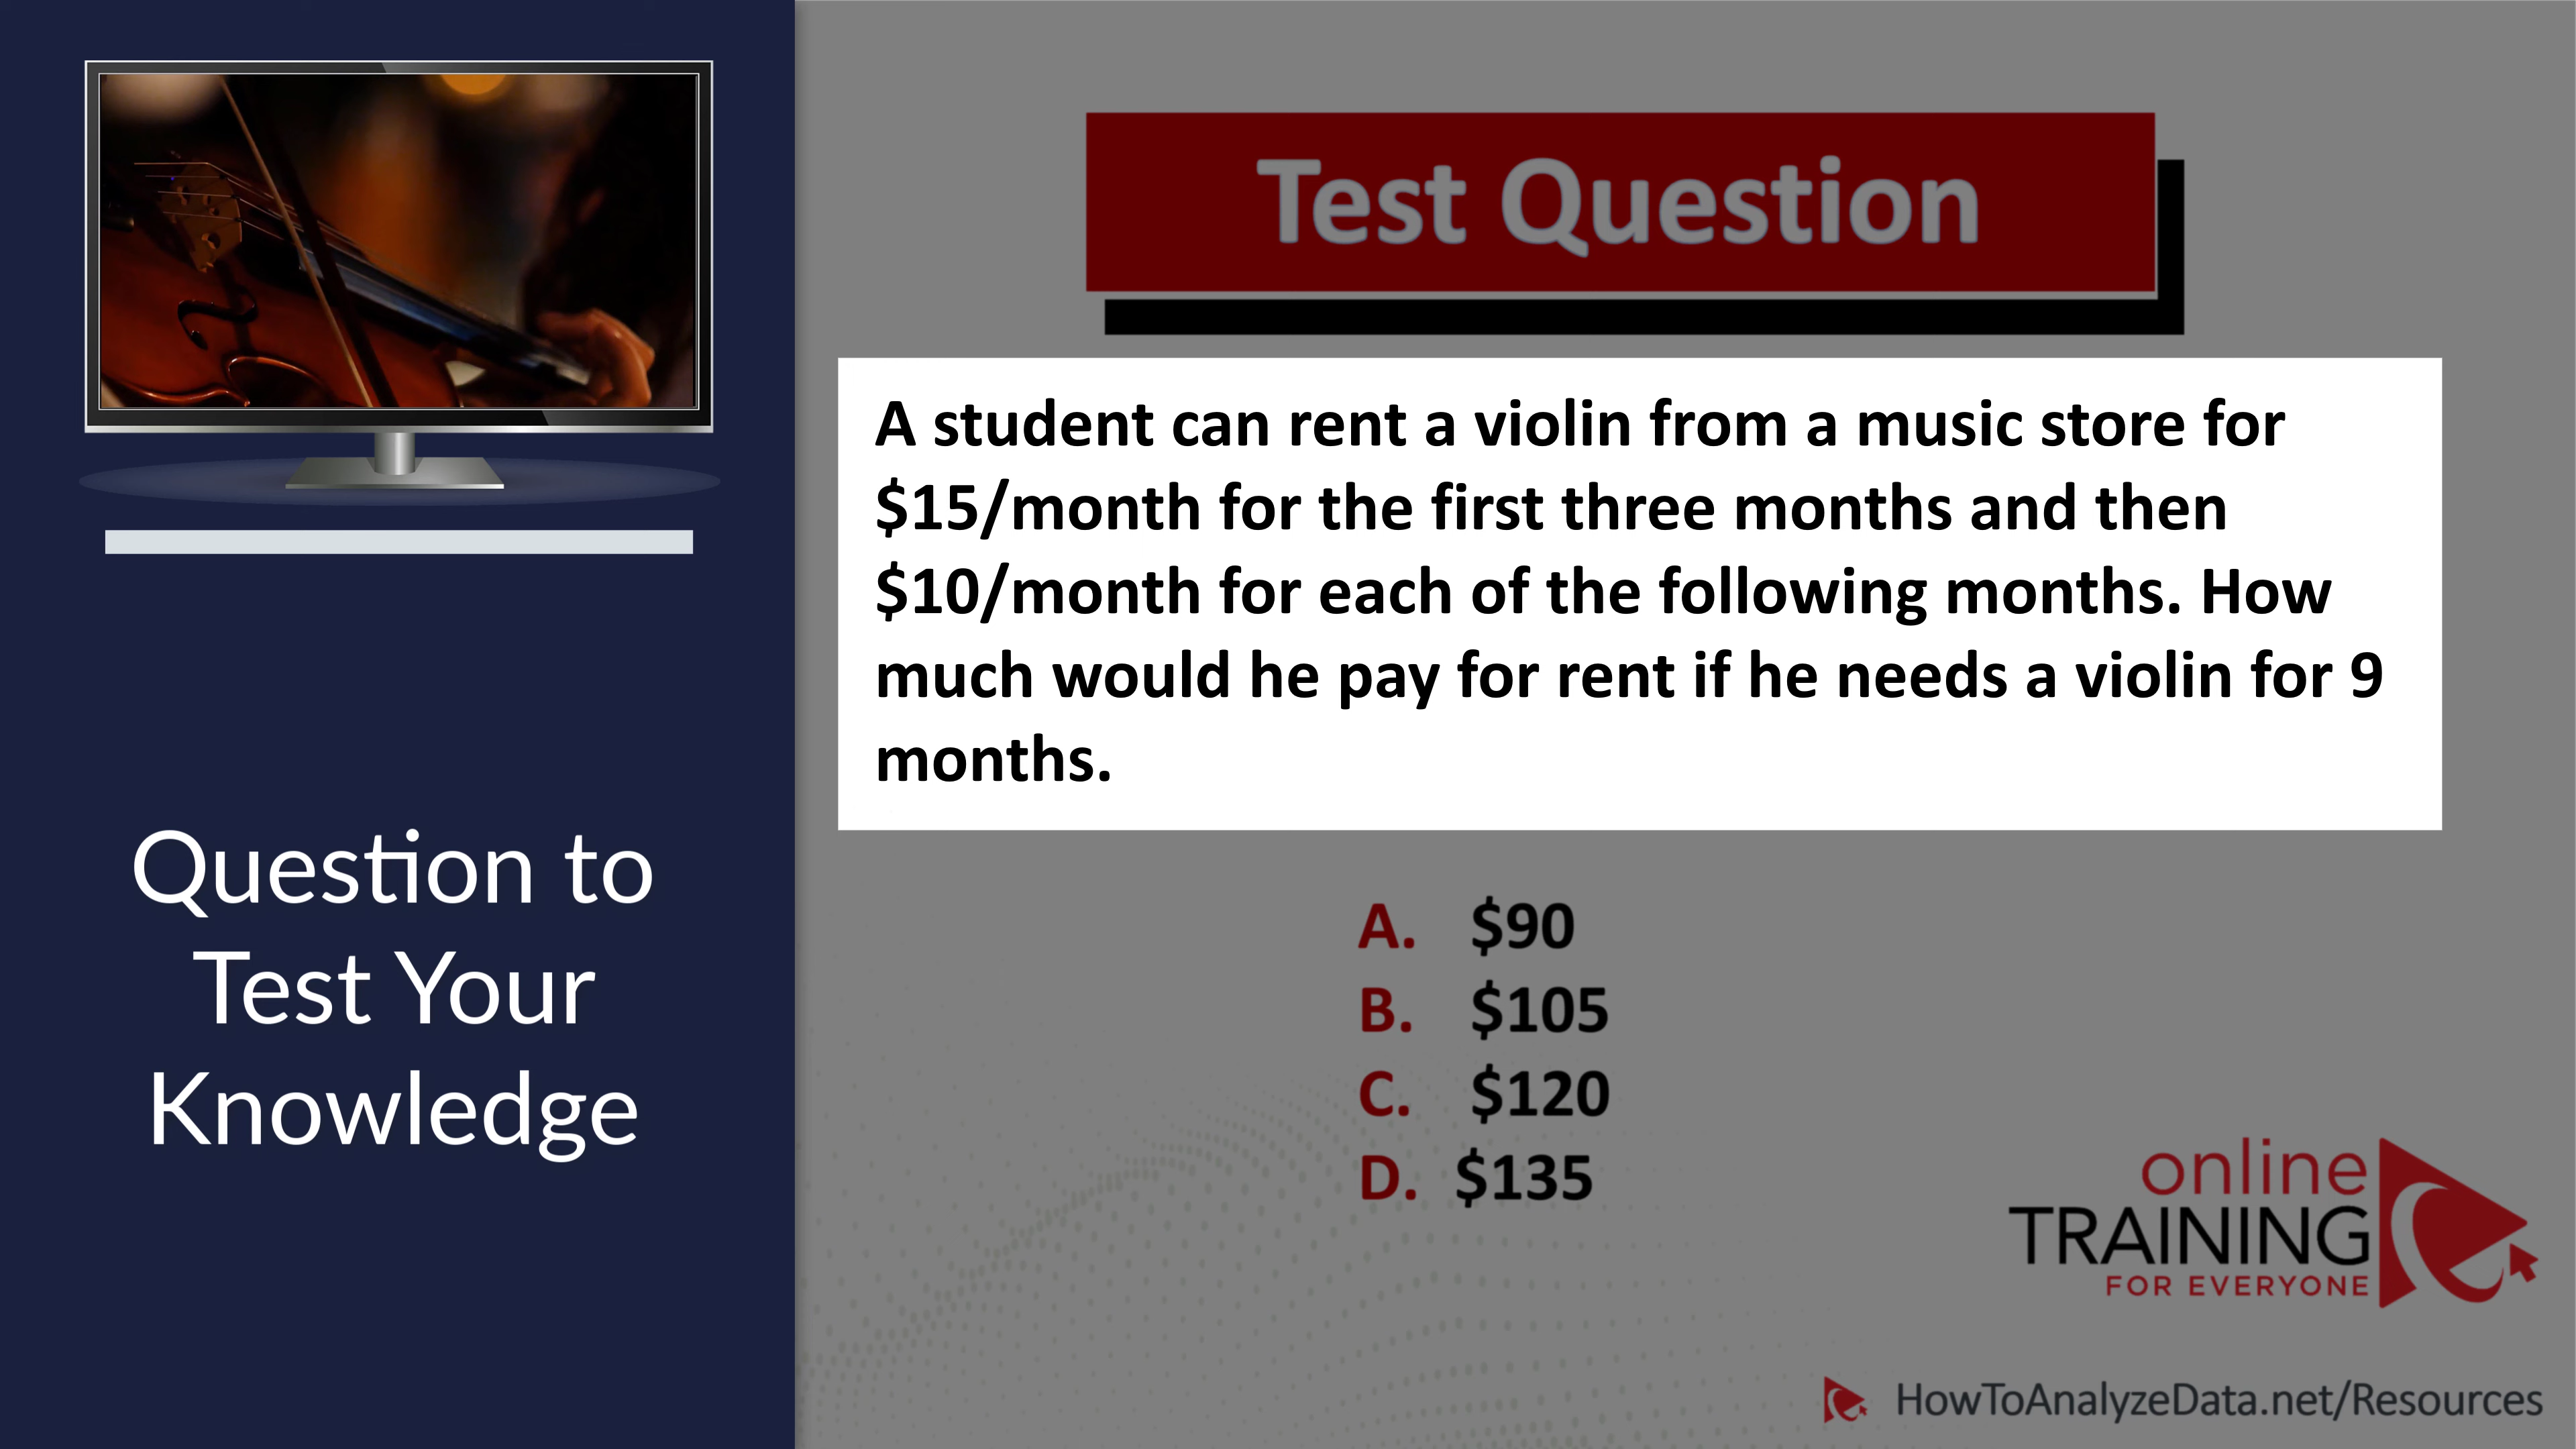 Question to
Test Your
Knowledge
Test Question
A student can rent a violin from a music store for
$15/month for the first three months and then
$10/month for each of the following months. How
much would he pay for rent if he needs a violin for 9
months.
A. $90
B. $105
C. $120
D. $135
online
TRAINING
FOR EVERYONE
HowToAnalyzeData.net/Resources